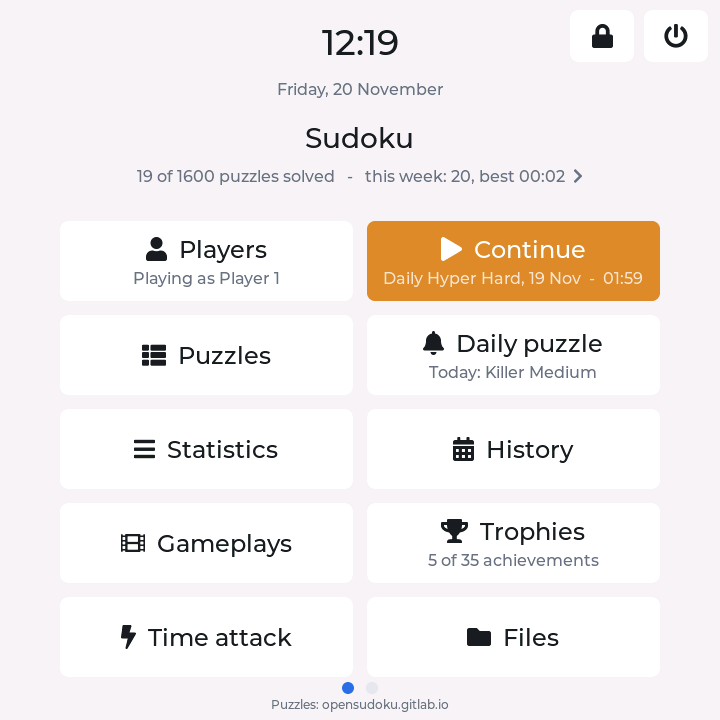 12:19
Friday, 20 November
Sudoku
19 of 1600 puzzles solved - this week: 20, best 00:02
Players
Playing as Player 1
Continue
Daily Hyper Hard, 19 Nov - 01:59
Puzzles
Daily puzzle
Today: Killer Medium
Statistics
History
Gameplays
Trophies
5 of 35 achievements
Time attack
Files
Puzzles: opensudoku.gitlab.io